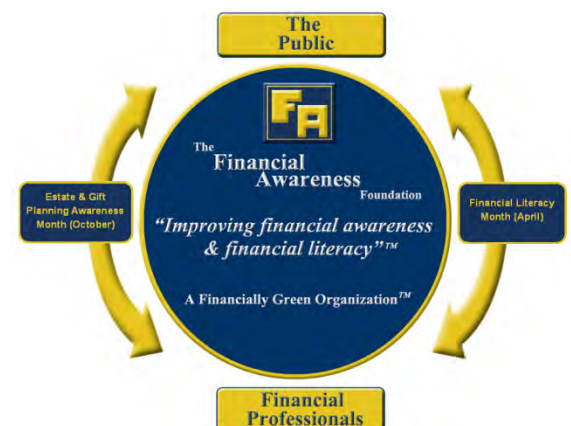 The
Public
FA
The
Financial
Awareness
Foundation
Estate & Gift
Planning Awareness
Month (October)
"Improving financial awareness
& financial literacy"™
Financial Literacy
Month (April)
A Financially Green Organization™
Financial
Professionals